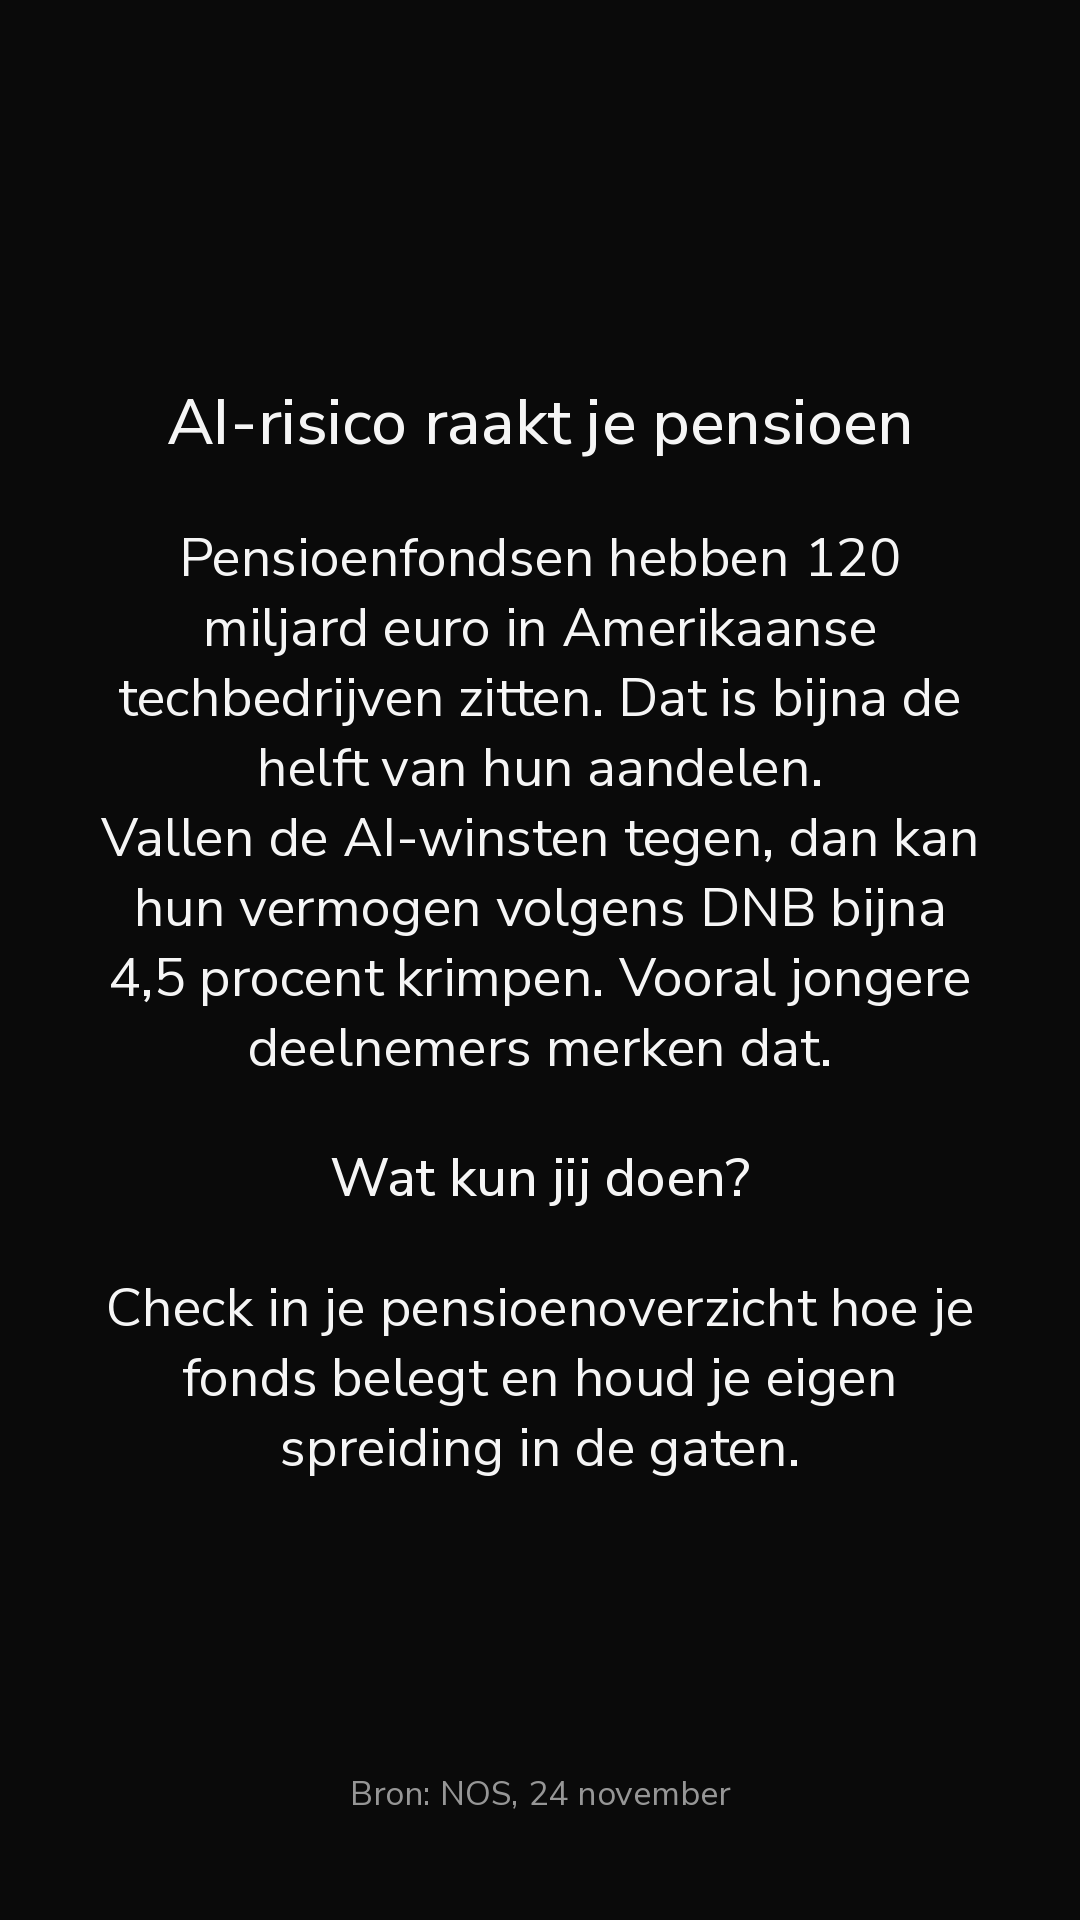 AI-risico raakt je pensioen
Pensioenfondsen hebben 120
miljard euro in Amerikaanse
techbedrijven zitten. Dat is bijna de
helft van hun aandelen.
Vallen de AI-winsten tegen, dan kan
hun vermogen volgens DNB bijna
4,5 procent krimpen. Vooral jongere
deelnemers merken dat.
Wat kun jij doen?
Check in je pensioenoverzicht hoe je
fonds belegt en houd je eigen
spreiding in de gaten.
Bron: NOS, 24 november